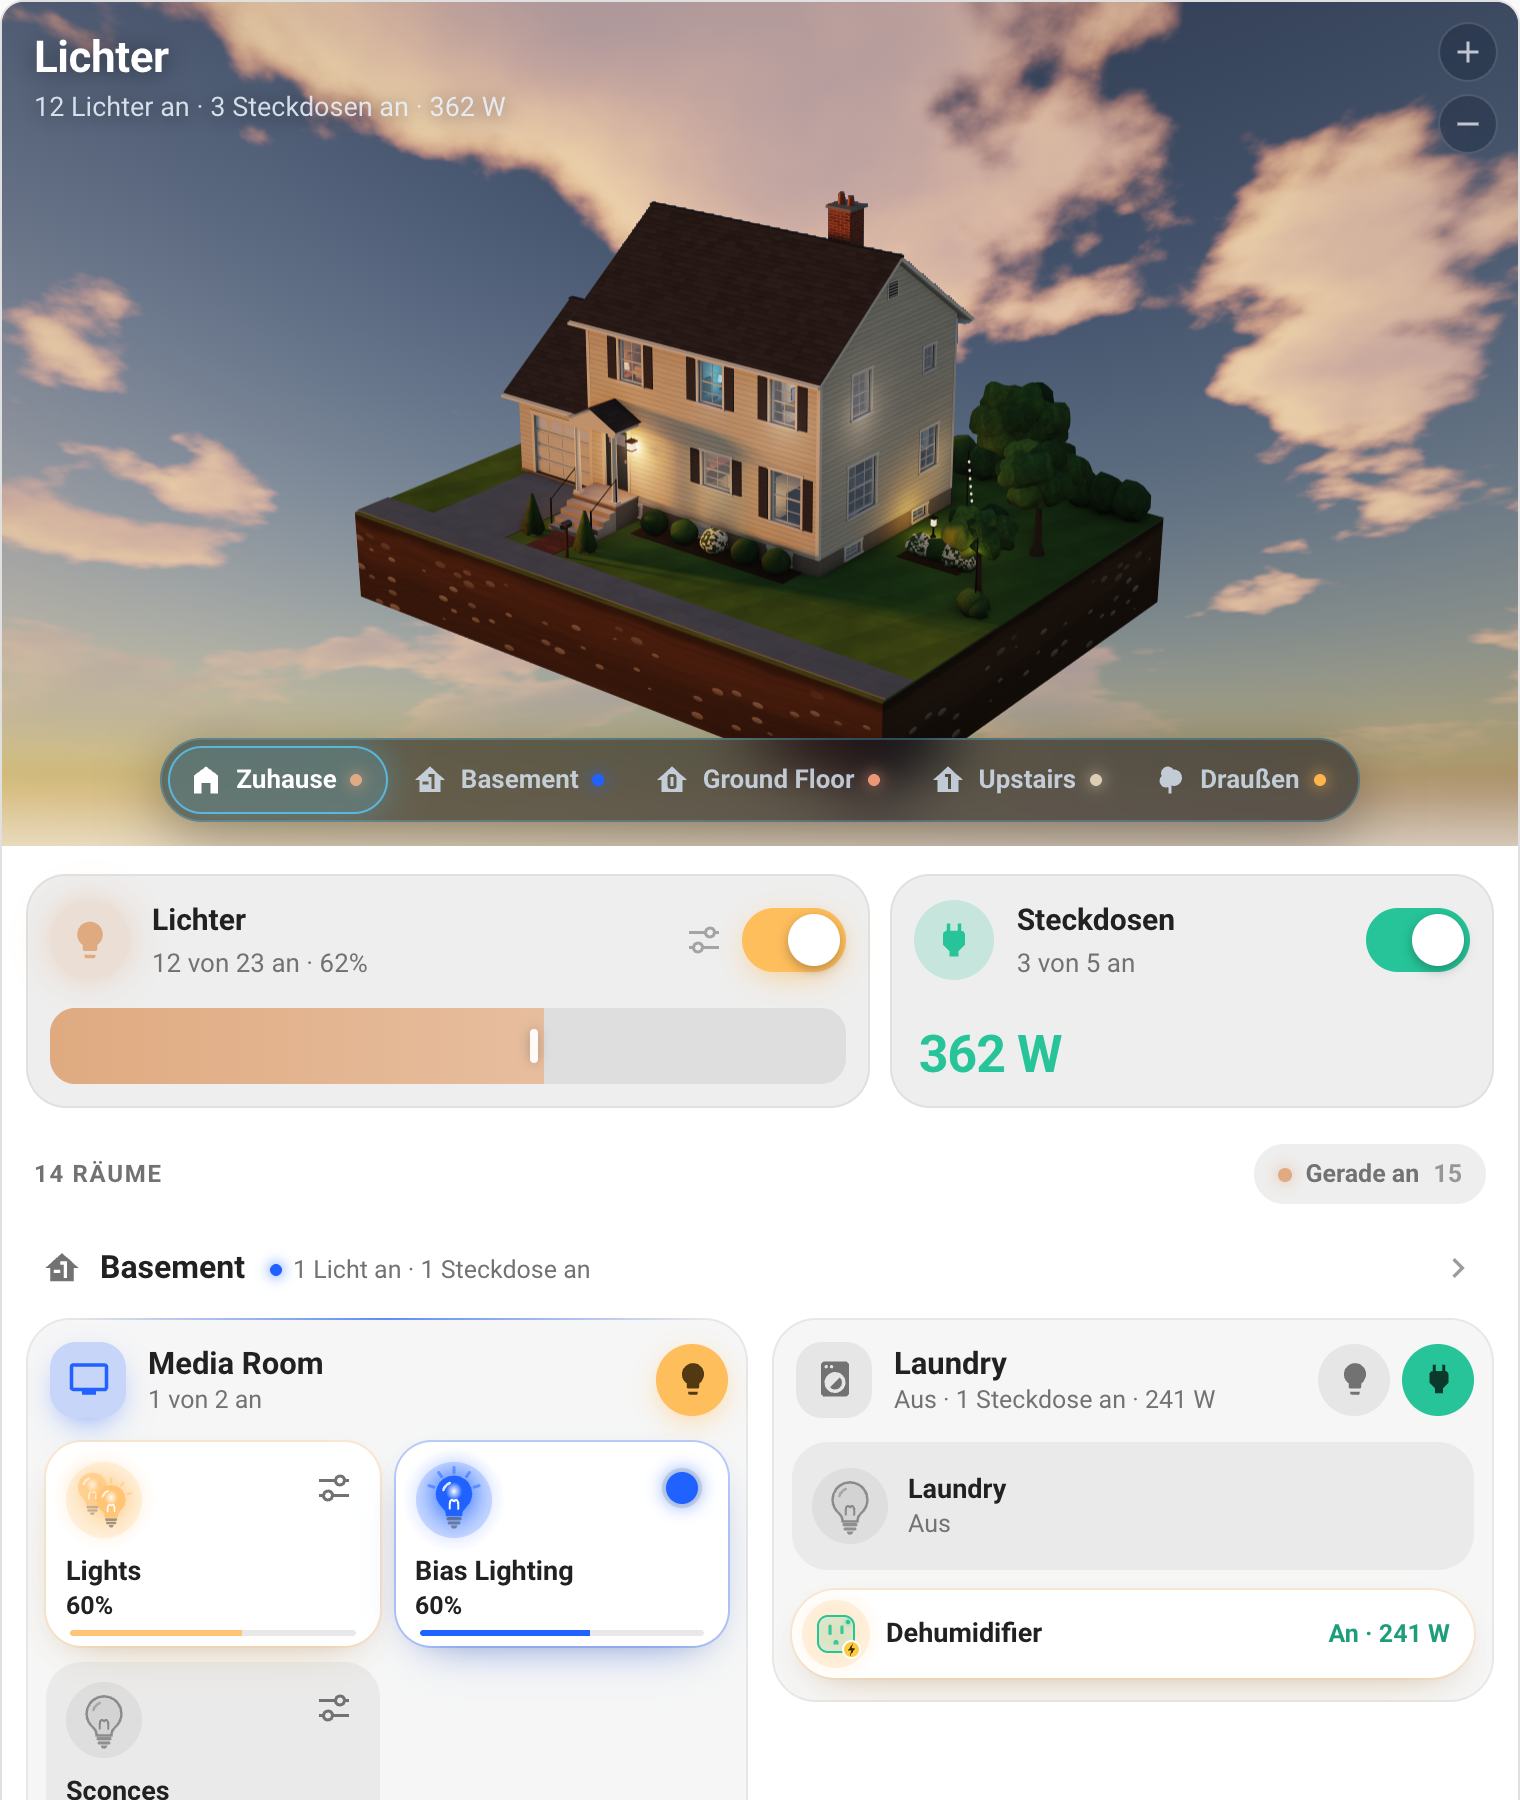 Lichter
12 Lichter an · 3 Steckdosen an · 362 W
Zuhause
Basement
Ground Floor
Upstairs
Draußen
Lichter
12 von 23 an · 62%
Steckdosen
3 von 5 an
362 W
14 RÄUME
Gerade an 15
Basement
1 Licht an · 1 Steckdose an
Media Room
1 von 2 an
Lights
60%
Bias Lighting
60%
Sconces
Laundry
Aus · 1 Steckdose an · 241 W
Laundry
Aus
Dehumidifier
An · 241 W